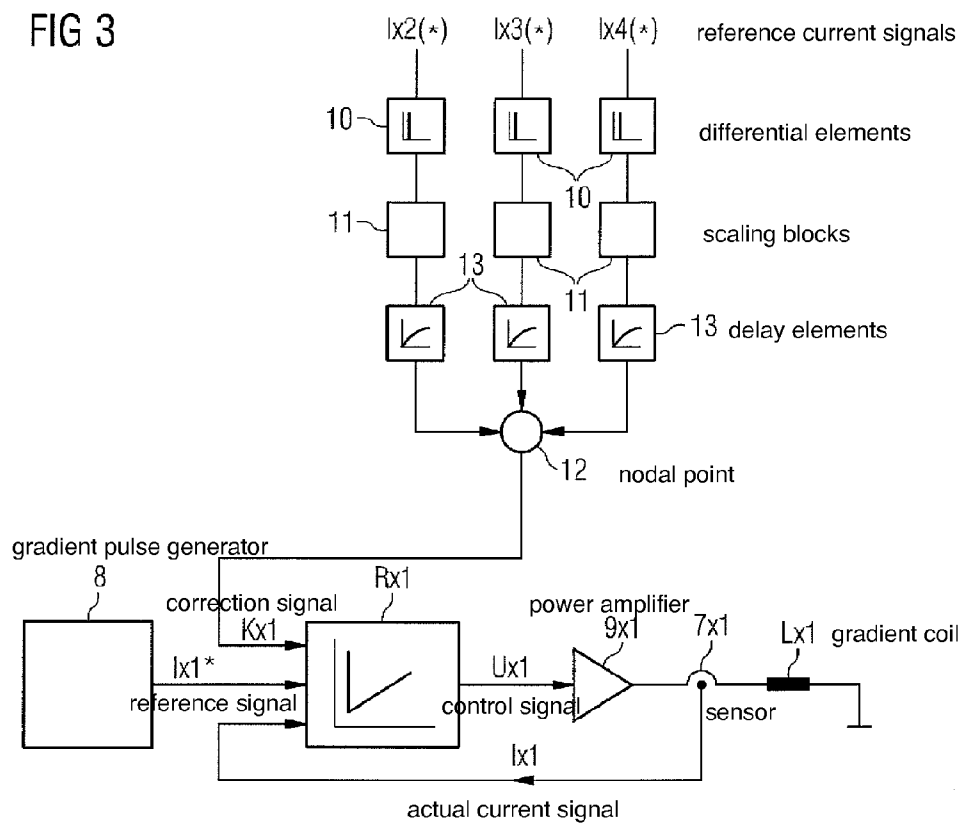 FIG 3
Ix2(*) Ix3(*) Ix4(*) reference current signals
10 differential elements
10
11 scaling blocks
13 11
13 delay elements
12 nodal point
gradient pulse generator
8
correction signal Rx1 power amplifier
Kx1 9x1 7x1 Lx1 gradient coil
Ix1* Ux1
reference signal control signal sensor
Ix1
actual current signal